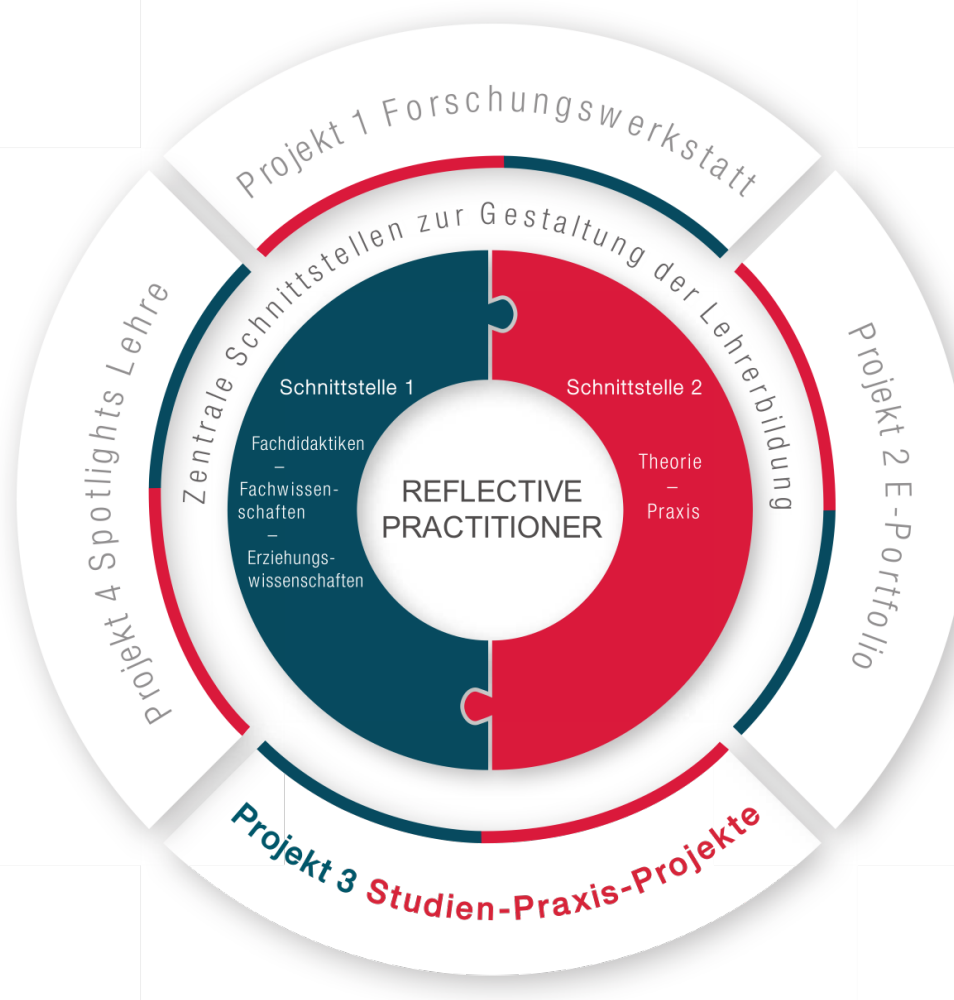 Projekt 1 Forschungswerkstatt
Projekt 2 E-Portfolio
Projekt 3 Studien-Praxis-Projekte
Projekt 4 Spotlights Lehre
Zentrale Schnittstellen zur Gestaltung der Lehrerbildung
Schnittstelle 1
Fachdidaktiken
–
Fachwissen-
schaften
–
Erziehungs-
wissenschaften
Schnittstelle 2
Theorie
–
Praxis
REFLECTIVE
PRACTITIONER